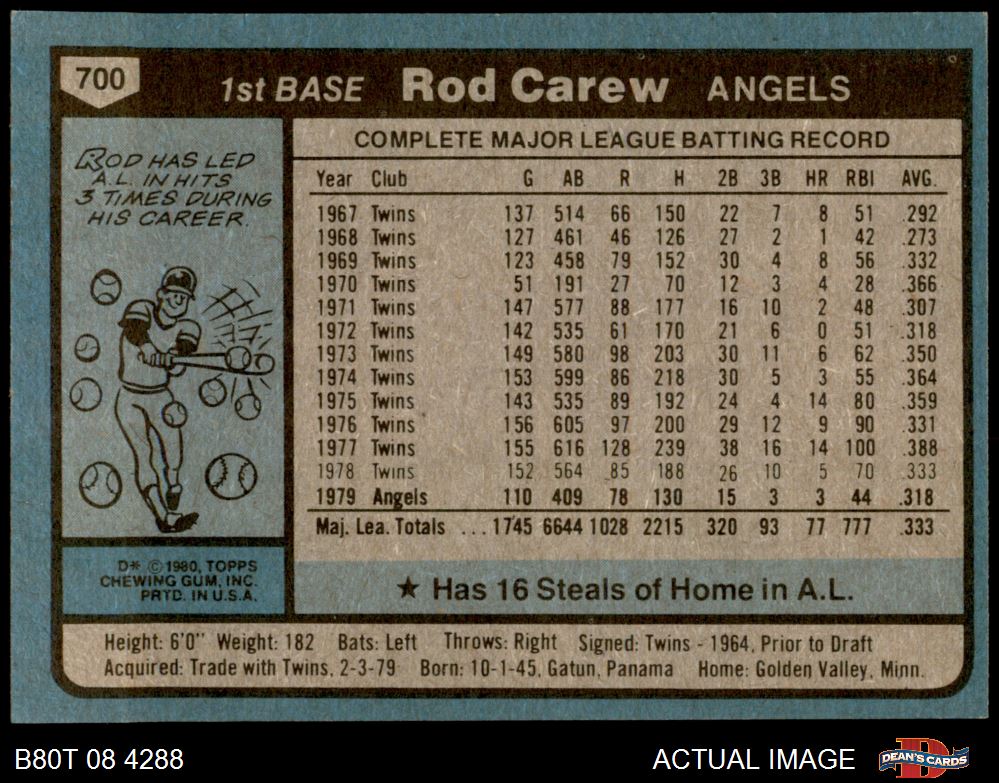 700
1st BASE Rod Carew ANGELS
ROD HAS LED
A.L. IN HITS
3 TIMES DURING
HIS CAREER.
D* © 1980, TOPPS
CHEWING GUM, INC.
PRTD. IN U.S.A.
COMPLETE MAJOR LEAGUE BATTING RECORD
Year Club G AB R H 2B 3B HR RBI AVG.
1967 Twins 137 514 66 150 22 7 8 51 .292
1968 Twins 127 461 46 126 27 2 1 42 .273
1969 Twins 123 458 79 152 30 4 8 56 .332
1970 Twins 51 191 27 70 12 3 4 28 .366
1971 Twins 147 577 88 177 16 10 2 48 .307
1972 Twins 142 535 61 170 21 6 0 51 .318
1973 Twins 149 580 98 203 30 11 6 62 .350
1974 Twins 153 599 86 218 30 5 3 55 .364
1975 Twins 143 535 89 192 24 4 14 80 .359
1976 Twins 156 605 97 200 29 12 9 90 .331
1977 Twins 155 616 128 239 38 16 14 100 .388
1978 Twins 152 564 85 188 26 10 5 70 .333
1979 Angels 110 409 78 130 15 3 3 44 .318
Maj. Lea. Totals ... 1745 6644 1028 2215 320 93 77 777 .333
★ Has 16 Steals of Home in A.L.
Height: 6'0" Weight: 182 Bats: Left Throws: Right Signed: Twins - 1964, Prior to Draft
Acquired: Trade with Twins, 2-3-79 Born: 10-1-45, Gatun, Panama Home: Golden Valley, Minn.
B80T 08 4288
ACTUAL IMAGE
DEAN'S CARDS